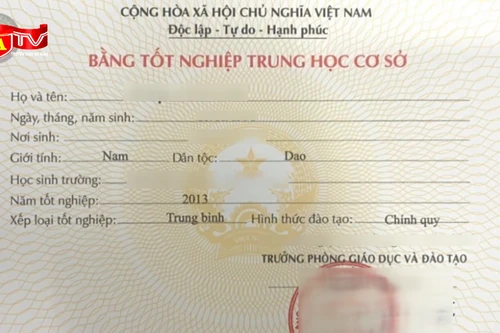 ATV
CỘNG HÒA XÃ HỘI CHỦ NGHĨA VIỆT NAM
Độc lập - Tự do - Hạnh phúc
BẰNG TỐT NGHIỆP TRUNG HỌC CƠ SỞ
Họ và tên:
Ngày, tháng, năm sinh:
Nơi sinh:
Giới tính: Nam Dân tộc: Dao
Học sinh trường:
Năm tốt nghiệp: 2013
Xếp loại tốt nghiệp: Trung bình Hình thức đào tạo: Chính quy
TRƯỞNG PHÒNG GIÁO DỤC VÀ ĐÀO TẠO